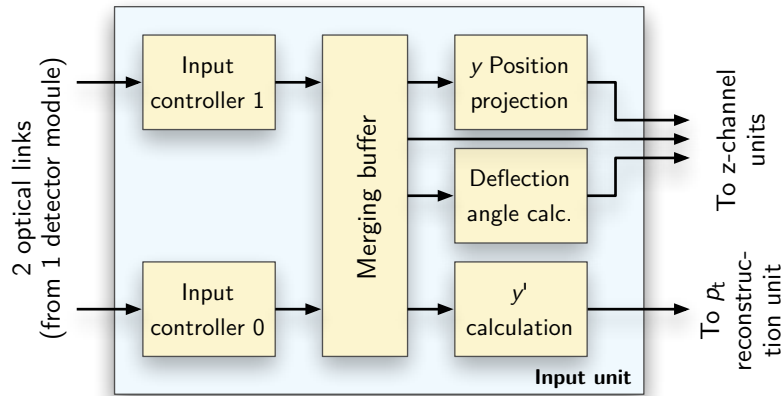 2 optical links
(from 1 detector module)
Input
controller 1
Input
controller 0
Merging buffer
y Position
projection
Deflection
angle calc.
y'
calculation
Input unit
To z-channel
units
To pt
reconstruc-
tion unit